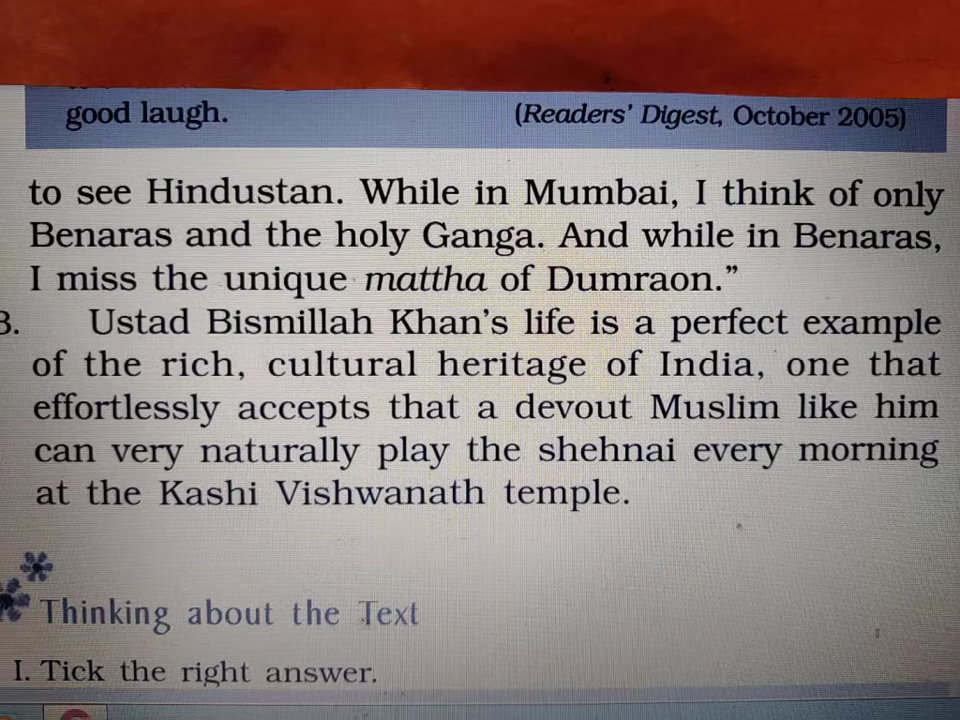 good laugh. (Readers' Digest, October 2005)
to see Hindustan. While in Mumbai, I think of only
Benaras and the holy Ganga. And while in Benaras,
I miss the unique mattha of Dumraon.”
3. Ustad Bismillah Khan’s life is a perfect example
of the rich, cultural heritage of India, one that
effortlessly accepts that a devout Muslim like him
can very naturally play the shehnai every morning
at the Kashi Vishwanath temple.
Thinking about the Text
I. Tick the right answer.